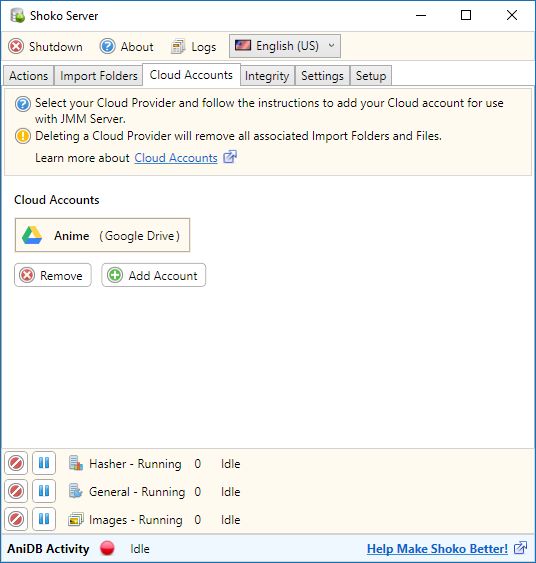 Shoko Server
Shutdown About Logs English (US)
Actions Import Folders Cloud Accounts Integrity Settings Setup
Select your Cloud Provider and follow the instructions to add your Cloud account for use
with JMM Server.
Deleting a Cloud Provider will remove all associated Import Folders and Files.
Learn more about Cloud Accounts
Cloud Accounts
Anime (Google Drive)
Remove Add Account
Hasher - Running 0 Idle
General - Running 0 Idle
Images - Running 0 Idle
AniDB Activity Idle Help Make Shoko Better!